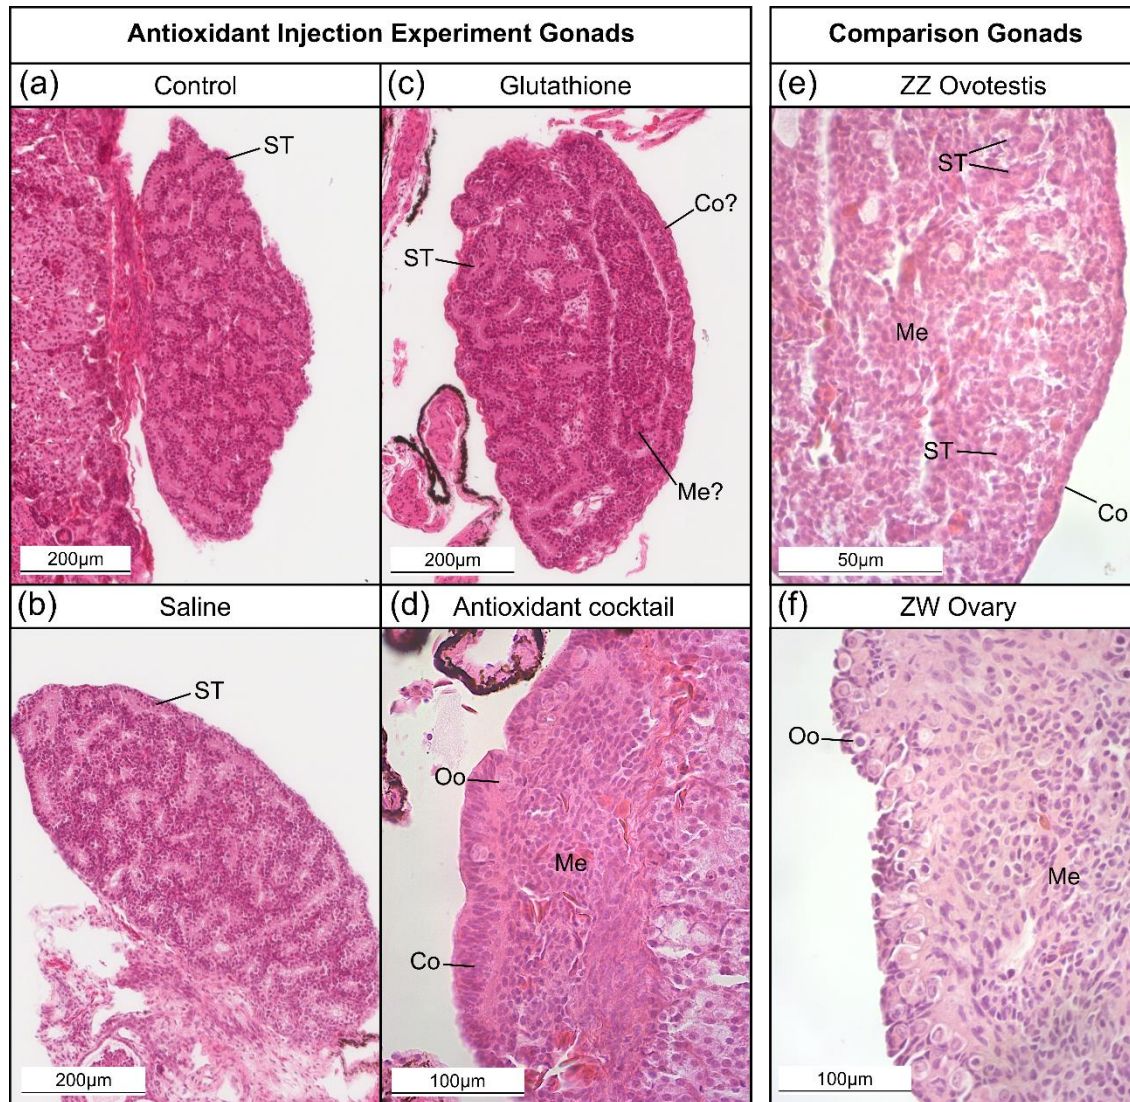 Antioxidant Injection Experiment Gonads
Comparison Gonads
(a) Control
ST
200µm
(c) Glutathione
Co?
ST
Me?
200µm
(e) ZZ Ovotestis
ST
Me
ST
Co
50µm
(b) Saline
ST
200µm
(d) Antioxidant cocktail
Oo
Me
Co
100µm
(f) ZW Ovary
Oo
Me
100µm